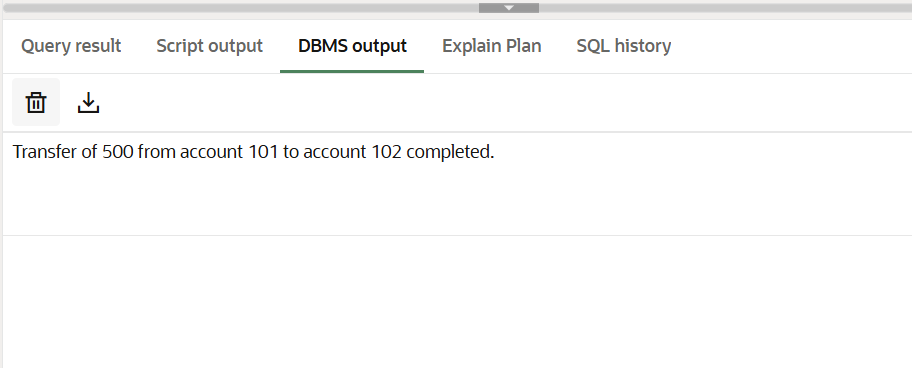 Query result Script output DBMS output Explain Plan SQL history
Transfer of 500 from account 101 to account 102 completed.